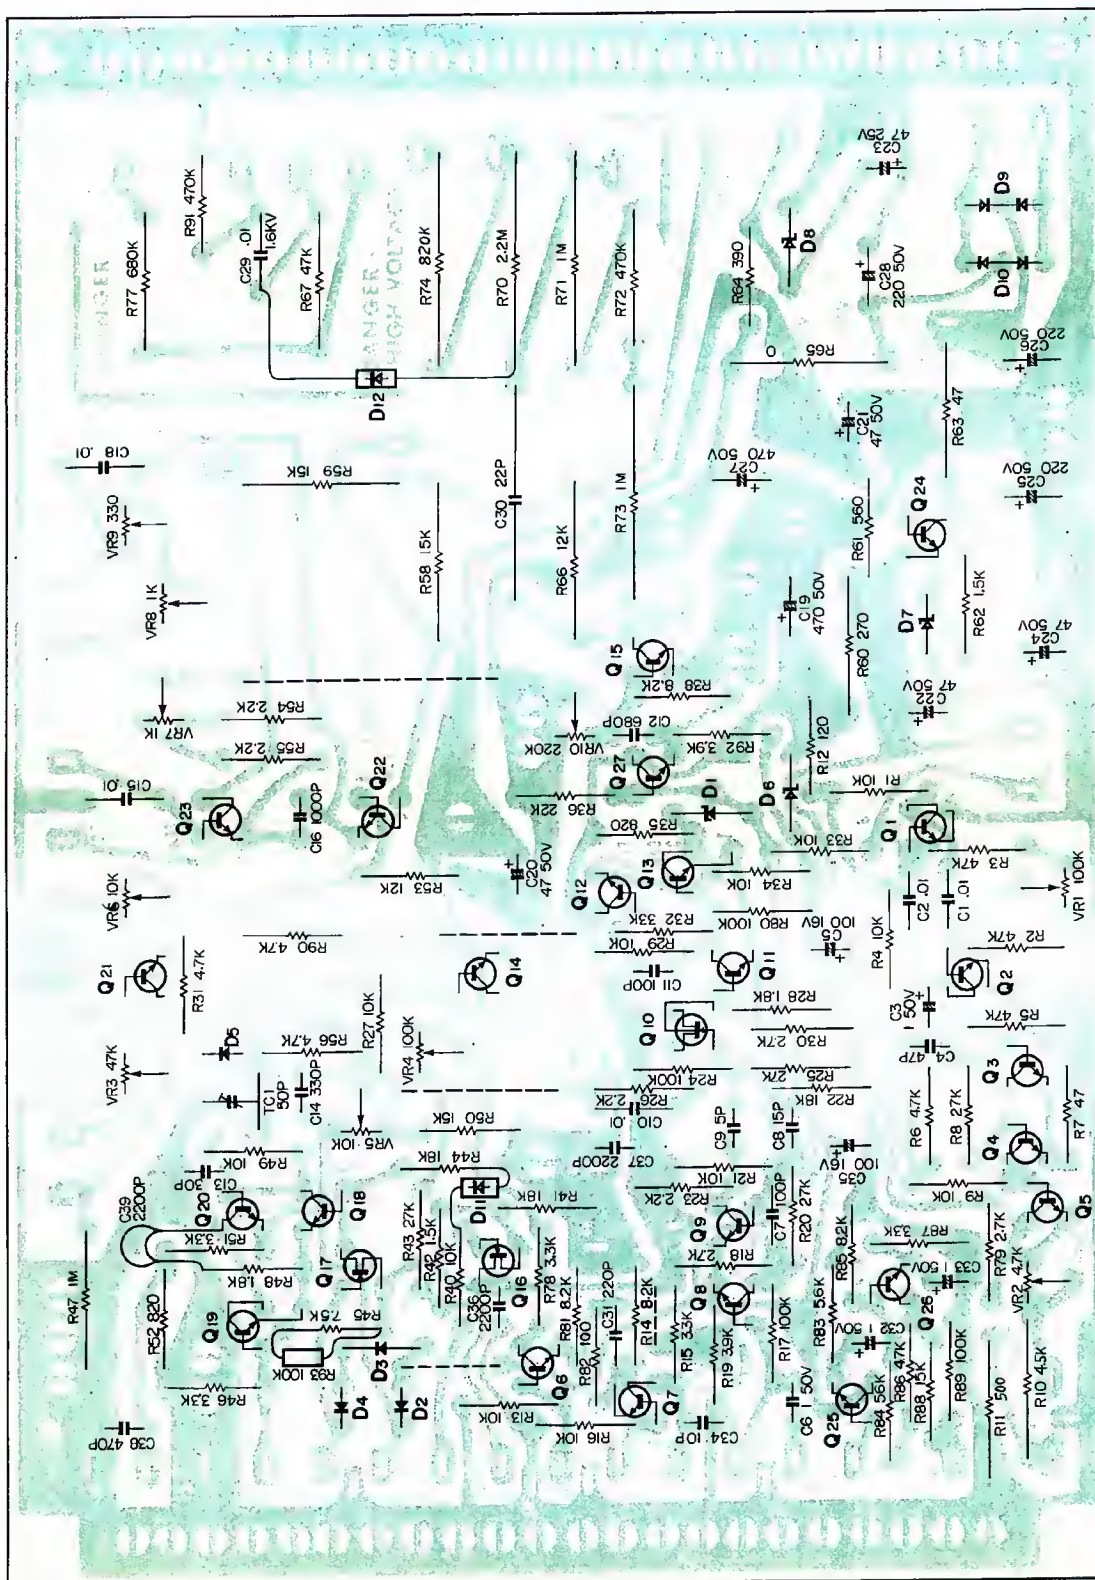 R77 680K
R91 470K
C29 .01
1.6KV
R67 47K
R74 820K
R70 2.2M
R71 1M
R72 470K
R64 390
D8
47 25V
C23
D9
D10
C28
220 50V
220 50V
C26
R65
0
D12
ANGER
HIGH VOLTA
NGER
C18 .01
VR9 330
VR8 1K
R59 15K
R58 15K
C30 22P
R66 12K
R73 1M
C27
470 50V
C21
47 50V
R63 47
220 50V
C25
Q24
R61 560
C19
470 50V
R60 270
D7
R62 1.5K
47 50V
C24
47 50V
C22
Q15
R38 8.2K
VR7 1K
R54 2.2K
R55 2.2K
VR10 220K
C12 680P
R92 3.9K
R12 120
Q27
C15 .01
Q23
C16 1000P
Q22
R36 22K
R35 820
D1
D6
R33 10K
R1 10K
Q1
R3 47K
VR6 10K
R53 12K
C20
47 50V
Q12
Q13
R34 10K
C2 .01
C1 .01
VR1 100K
R90 4.7K
R32 33K
R29 10K
R80 100K
100 16V
C5
R4 10K
R2 47K
Q21
R31 4.7K
Q14
C11 100P
Q11
Q2
Q10
R28 1.8K
R30 2.7K
C3
1 50V
R5 47K
C4 47P
VR3 47K
D5
R56 4.7K
R27 10K
VR4 100K
TC1
50P
C14 330P
VR5 10K
R50 15K
R24 100K
R26
2.2K
C10
.01
R25
27K
R22 18K
R6 4.7K
R8 27K
Q3
R7 47
Q4
C9 5P
C8 15P
R49 10K
C13 30P
R44
18K
C37 2200P
C35
100 16V
D11
R41
18K
R23
2.2K
R21 10K
R9 10K
C39
2200P
Q20
R51 3.3K
Q18
R43 27K
R42 1.5K
R40 10K
Q9
C7 100P
R20 27K
Q5
R47 1M
R52 820
R48 1.8K
Q17
C36
2200P
Q16
R78 3.3K
R18
2.7K
R85 8.2K
R87 3.3K
R79 2.7K
Q19
R45 7.5K
R93 100K
D3
R81 8.2K
R82 100
C31 220P
R14 8.2K
R15 3.3K
Q8
R19 3.9K
R17 100K
R83 5.6K
C32
1 50V
Q26
C33
1 50V
VR2 4.7K
R46 3.3K
D4
D2
Q6
R13 10K
Q7
R16 10K
C34 10P
C6 1 50V
Q25
R84 56K
R86 4.7K
R88 15K
R89 100K
R11 500
R10 4.5K
C38 470P